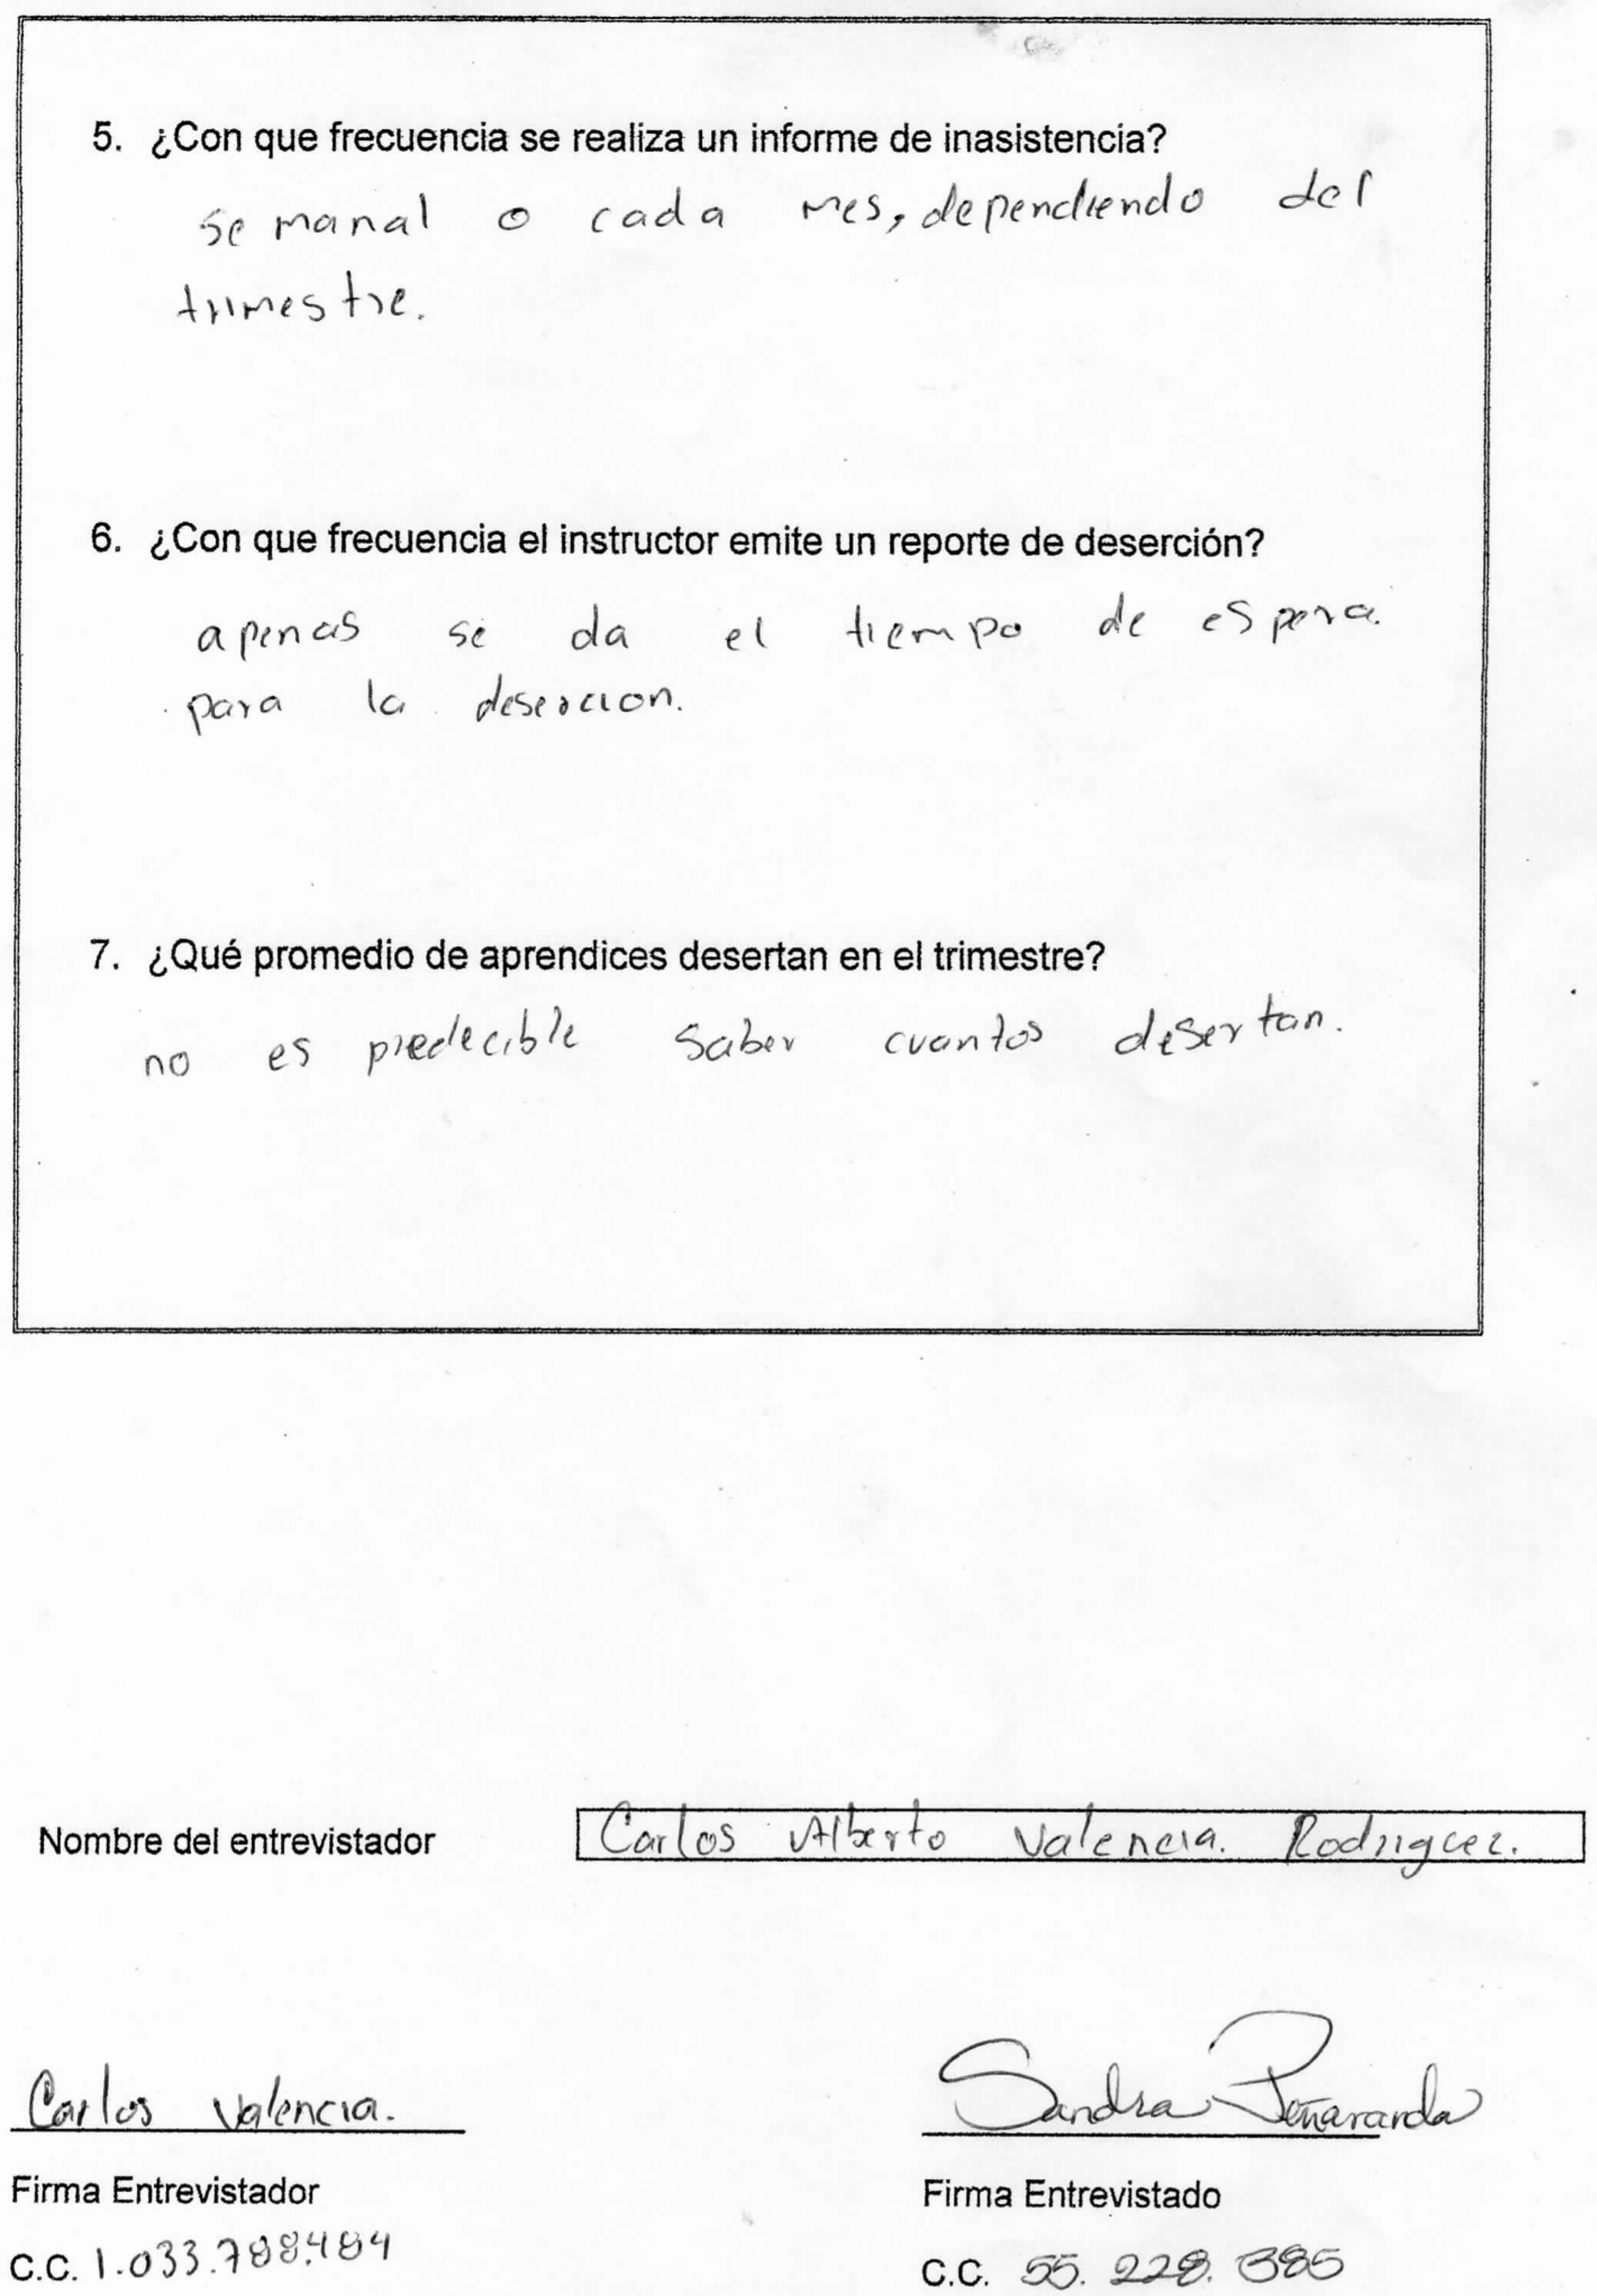 5. ¿Con que frecuencia se realiza un informe de inasistencia?
semanal o cada mes, dependiendo del
trimestre.
6. ¿Con que frecuencia el instructor emite un reporte de deserción?
apenas se da el tiempo de espera
para la desercion.
7. ¿Qué promedio de aprendices desertan en el trimestre?
no es predecible saber cuantos desertan.
Nombre del entrevistador Carlos Alberto Valencia. Rodriguez.
Carlos Valencia. Sandra Peñaranda
Firma Entrevistador Firma Entrevistado
C.C. 1.033.788.484 C.C. 55.228.385